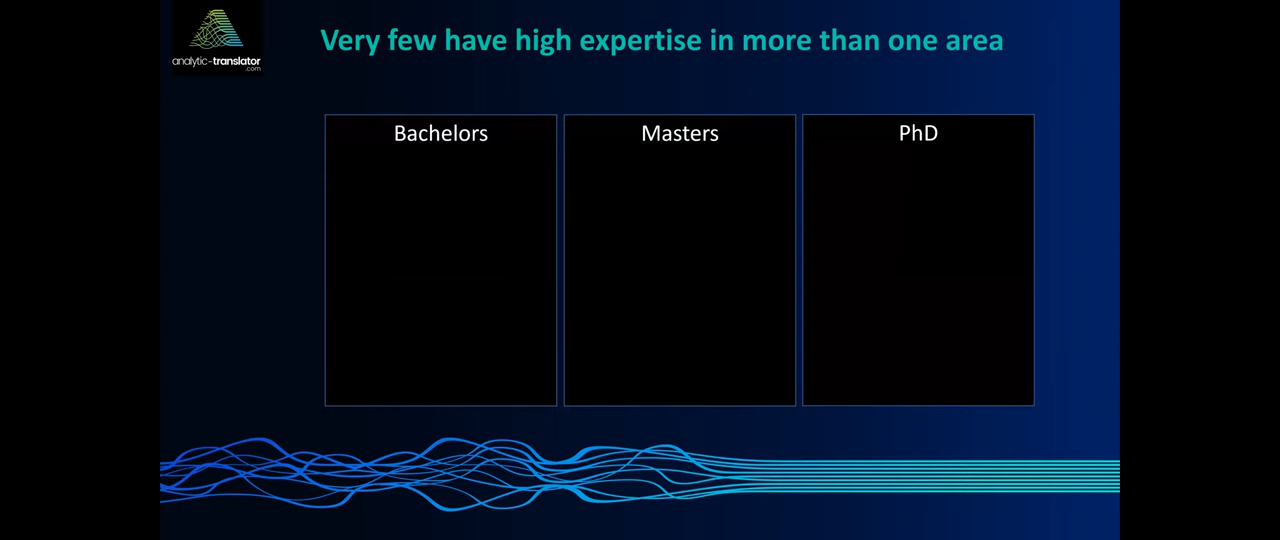 analytic-translator
.com
Very few have high expertise in more than one area
Bachelors
Masters
PhD